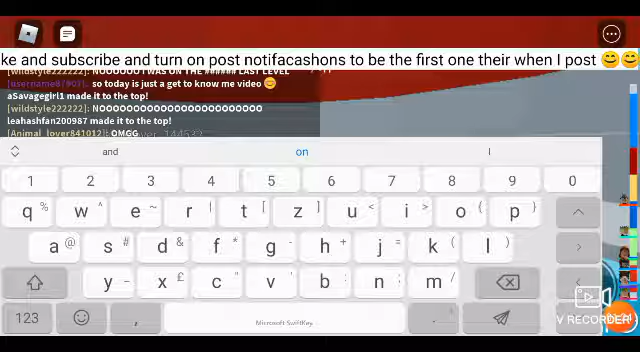 ke and subscribe and turn on post notifacashons to be the first one their when I post 😊😊
[wildstyle222222] NOOOOOO I WAS ON THE ###### LAST LEVEL
[username87907] so today is just a get to know me video 😊
aSavagegirl1 made it to the top!
leahashfan200987 made it to the top!
[Animal_lover841012] OMGG
and on I
1 2 3 4 5 6 7 8 9 0
q % w ^ e ~ r | t [ z ] u < i > o { p }
a @ s # d & f * g - h + j = k ( l )
y - x £ c " v ' b : n ; m /
123 , Microsoft SwiftKey .
V RECORDER